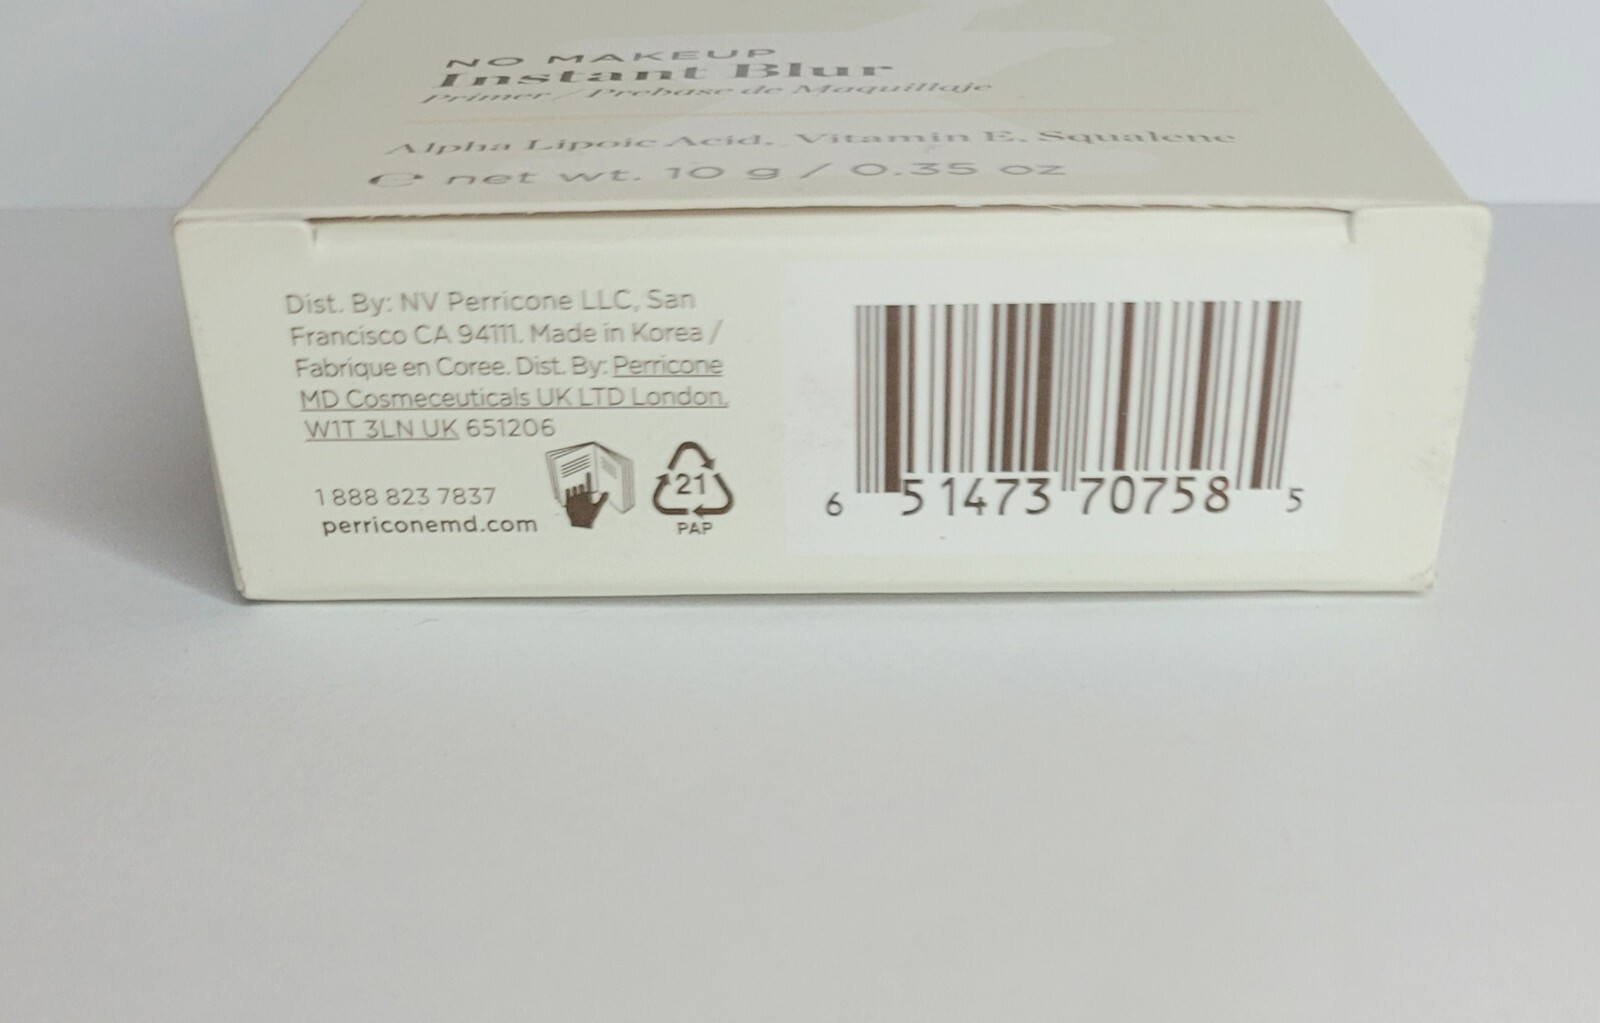 NO MAKEUP
Instant Blur
Primer / Prebase de Maquillaje
Alpha Lipoic Acid, Vitamin E, Squalene
℮ net wt. 10 g / 0.35 oz
Dist. By: NV Perricone LLC, San
Francisco CA 94111. Made in Korea /
Fabrique en Coree. Dist. By: Perricone
MD Cosmeceuticals UK LTD London,
W1T 3LN UK 651206
1 888 823 7837
perriconemd.com
21
PAP
6 51473 70758 5